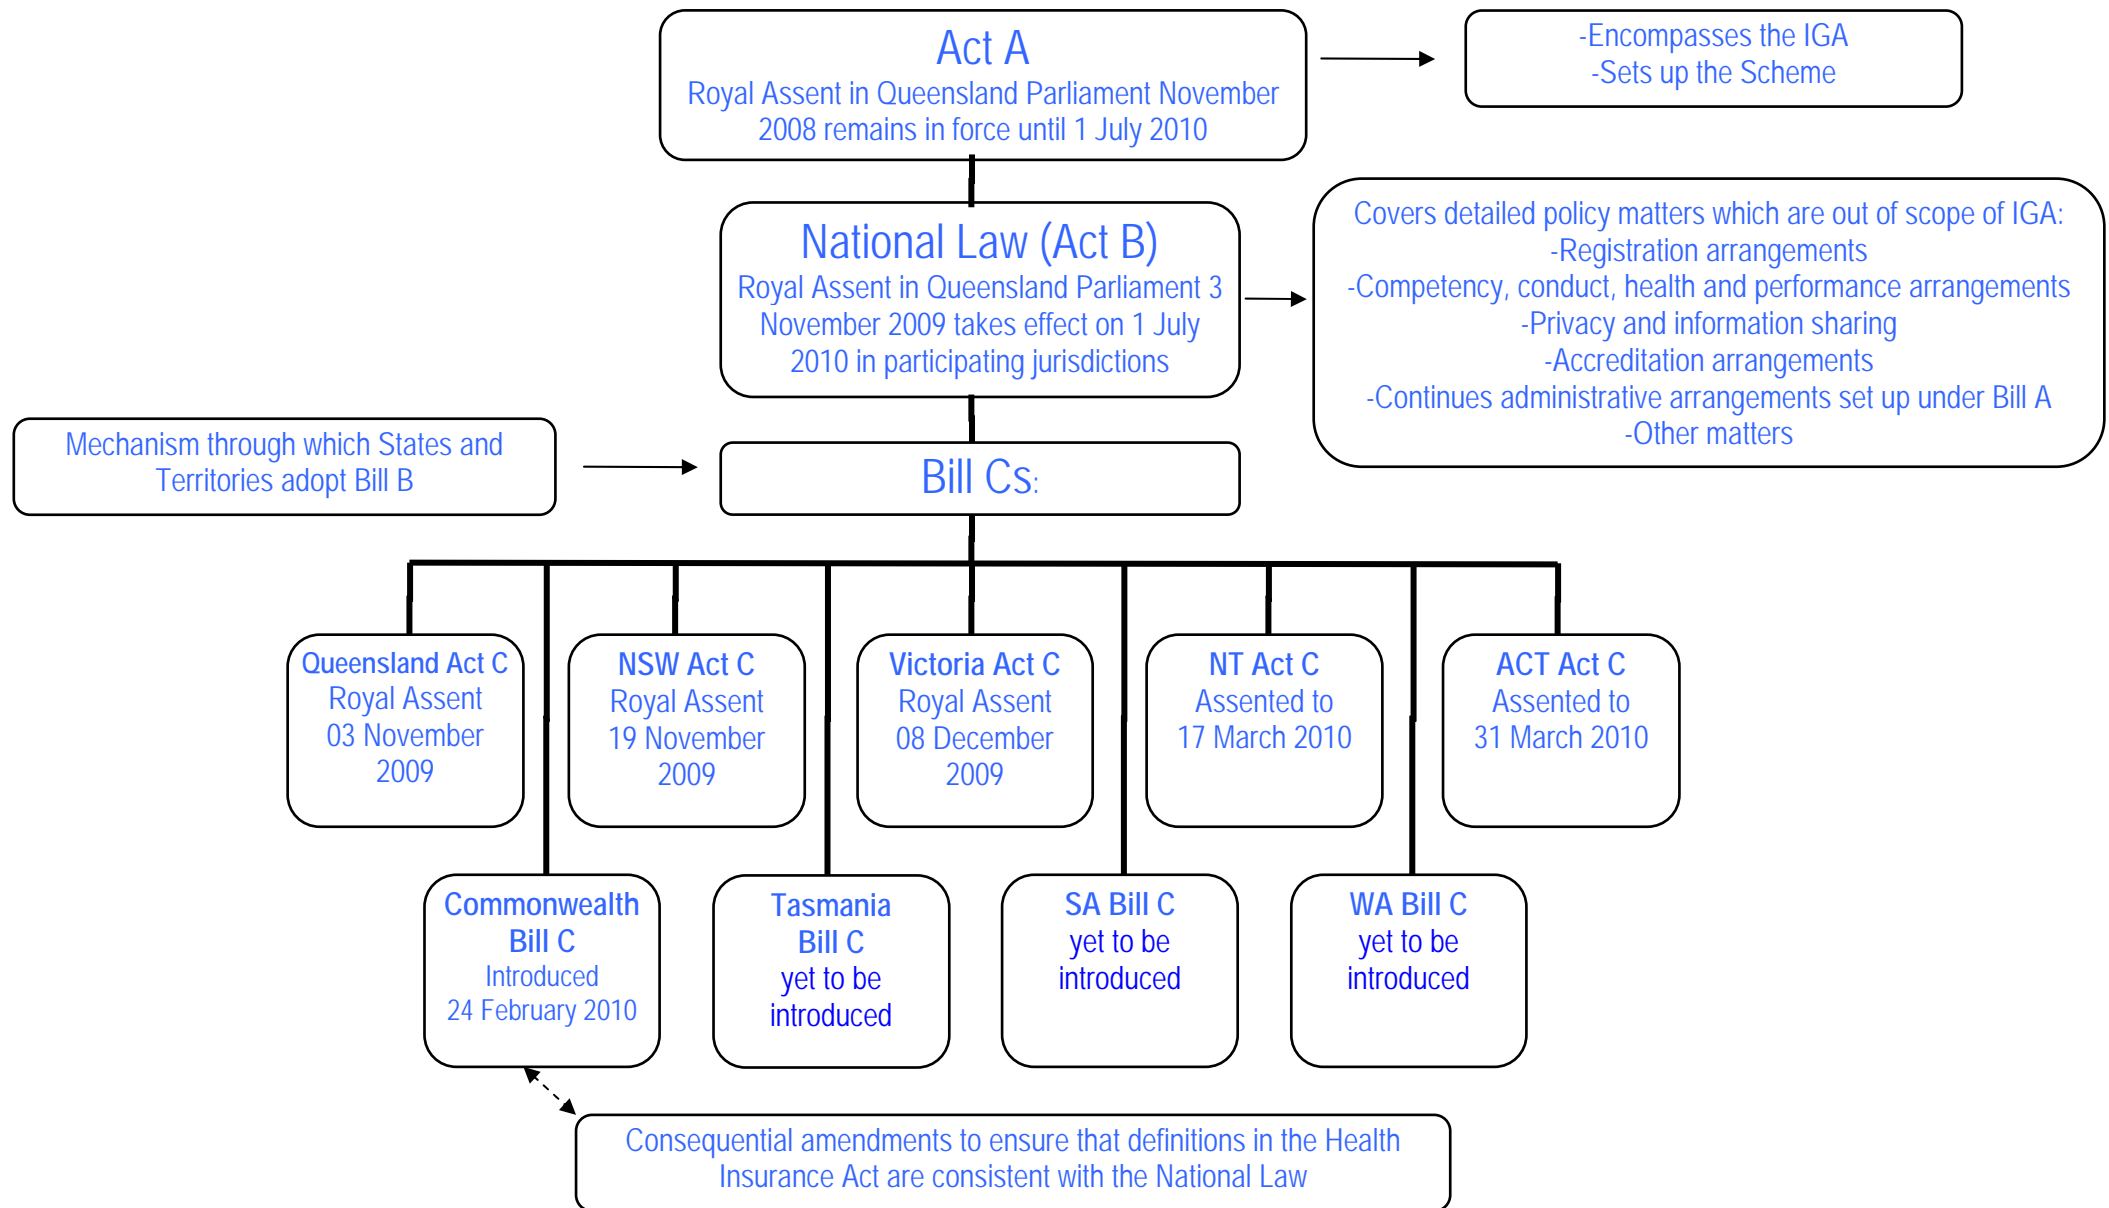 Act A
Royal Assent in Queensland Parliament November
2008 remains in force until 1 July 2010
-Encompasses the IGA
-Sets up the Scheme
National Law (Act B)
Royal Assent in Queensland Parliament 3
November 2009 takes effect on 1 July
2010 in participating jurisdictions
Covers detailed policy matters which are out of scope of IGA:
-Registration arrangements
-Competency, conduct, health and performance arrangements
-Privacy and information sharing
-Accreditation arrangements
-Continues administrative arrangements set up under Bill A
-Other matters
Mechanism through which States and
Territories adopt Bill B
Bill Cs:
Queensland Act C
Royal Assent
03 November
2009
NSW Act C
Royal Assent
19 November
2009
Victoria Act C
Royal Assent
08 December
2009
NT Act C
Assented to
17 March 2010
ACT Act C
Assented to
31 March 2010
Commonwealth
Bill C
Introduced
24 February 2010
Tasmania
Bill C
yet to be
introduced
SA Bill C
yet to be
introduced
WA Bill C
yet to be
introduced
Consequential amendments to ensure that definitions in the Health
Insurance Act are consistent with the National Law